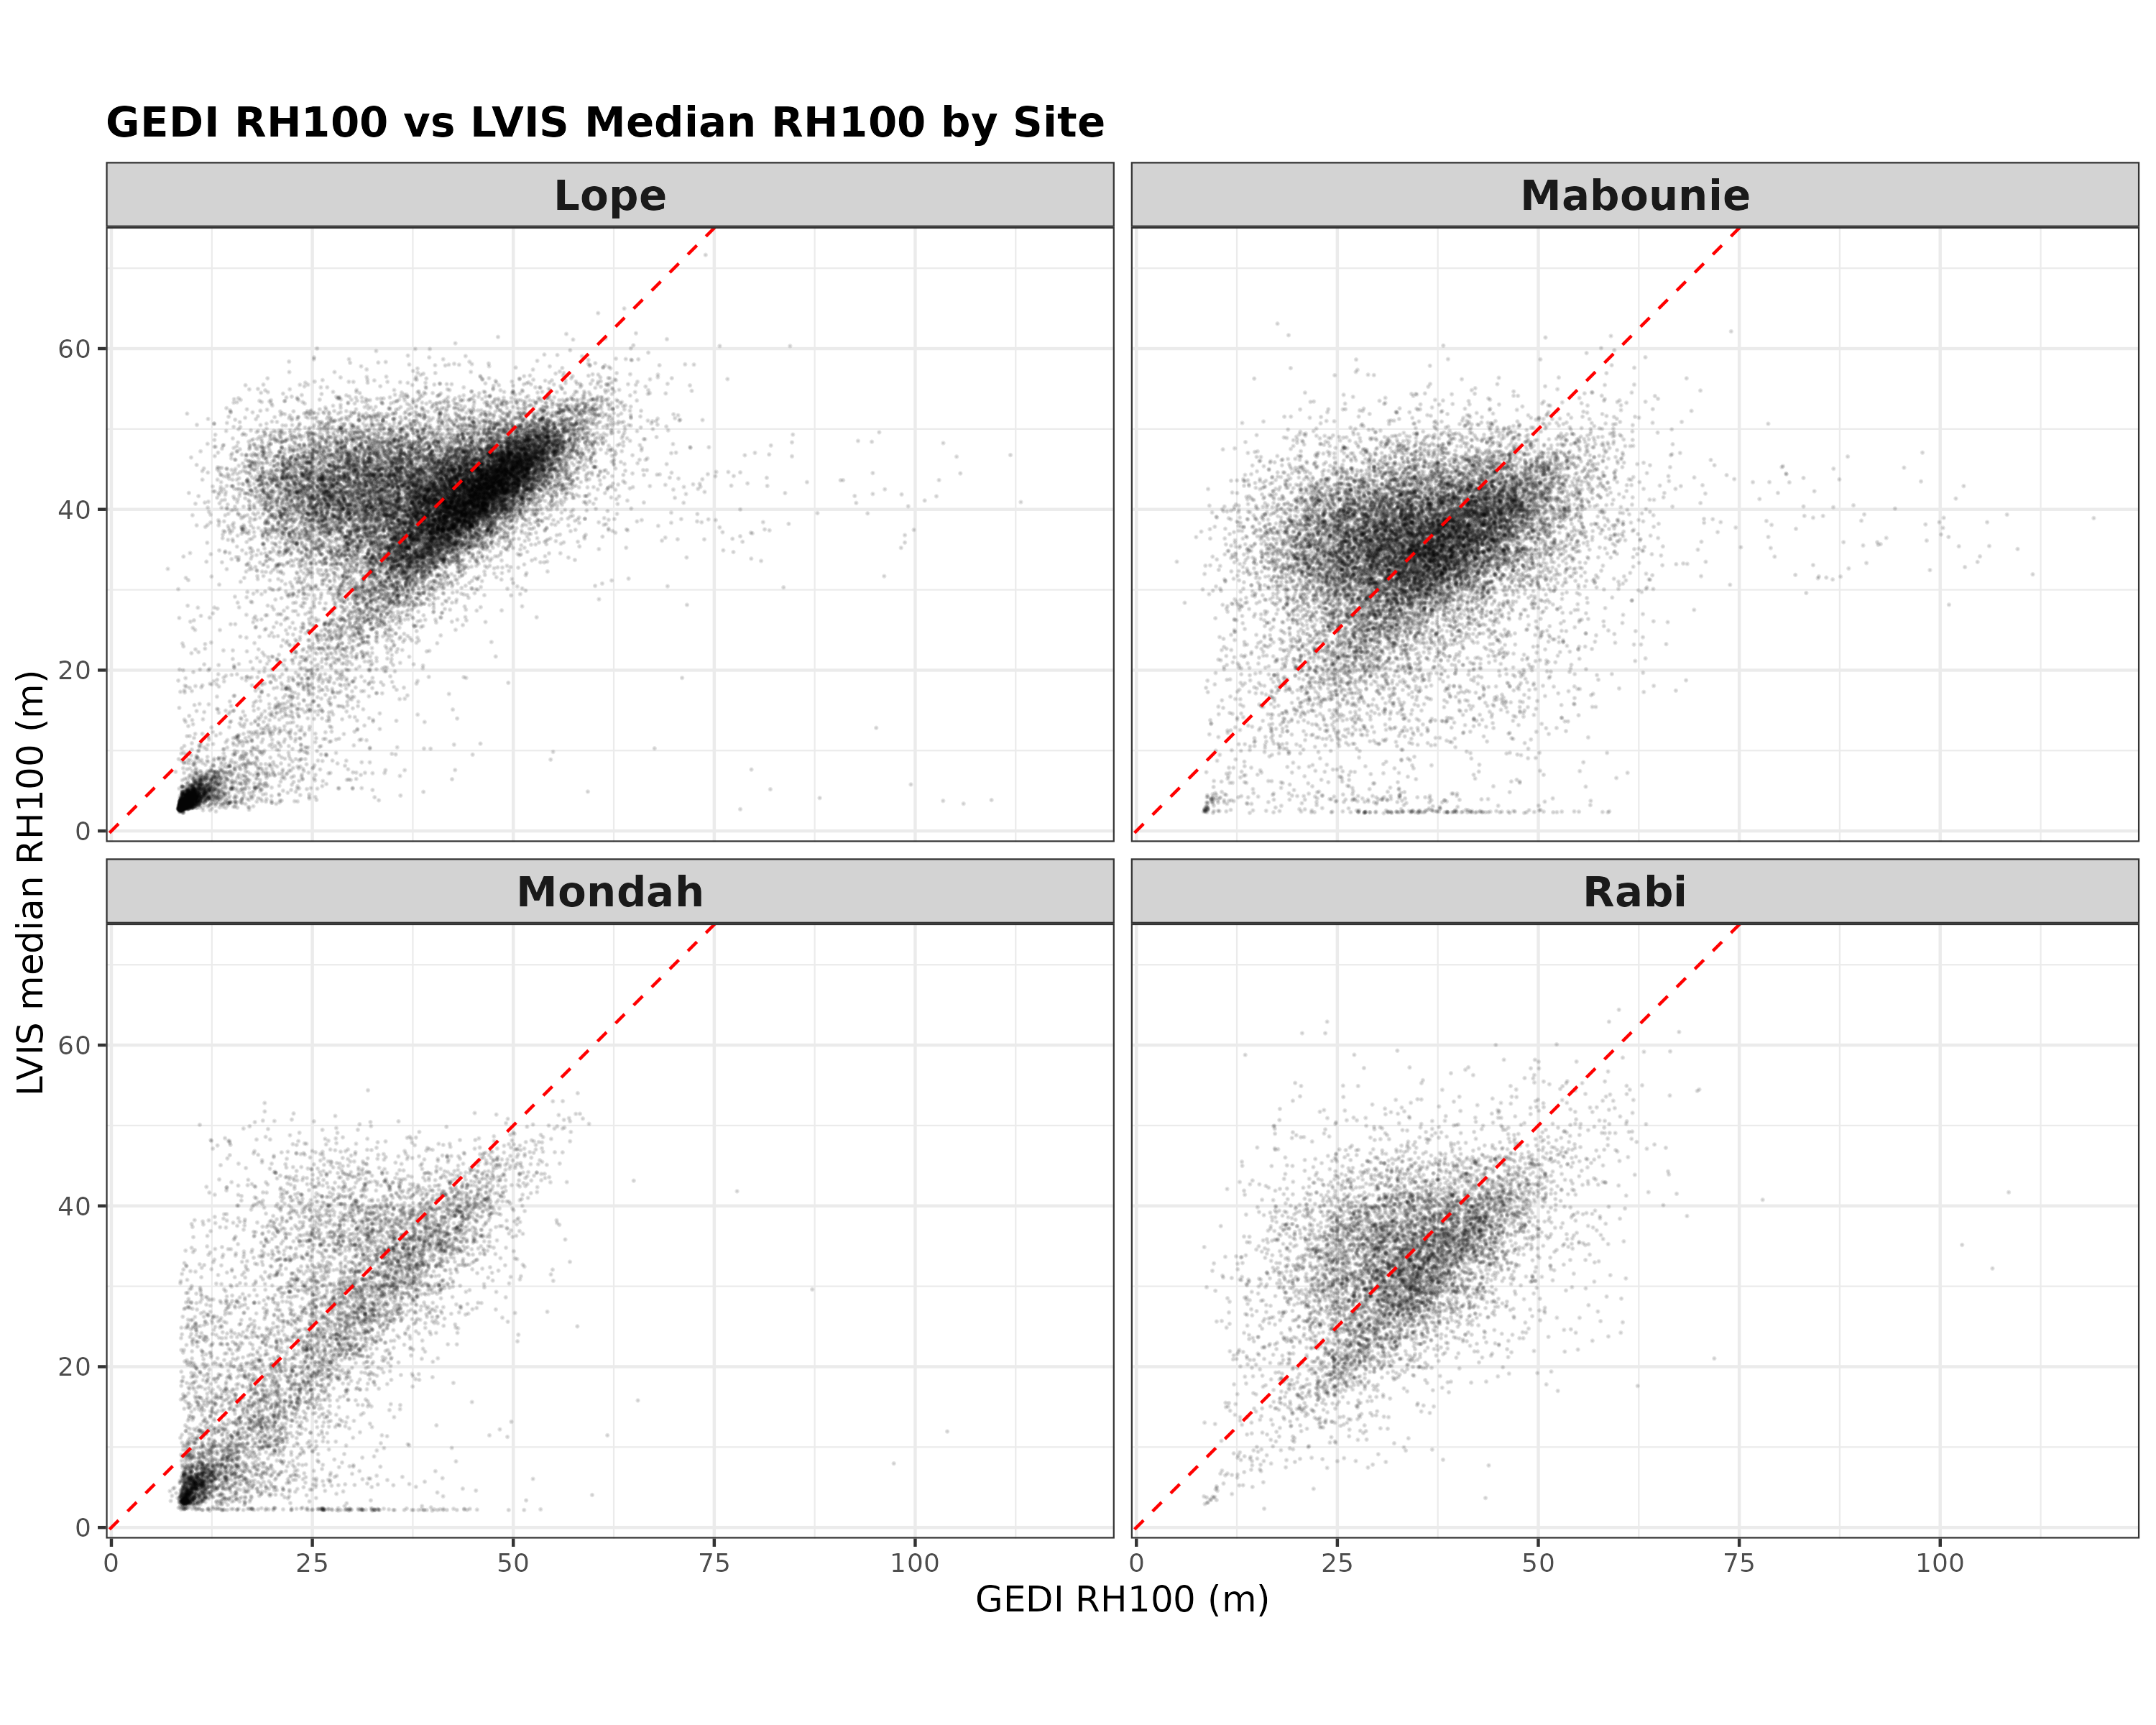 GEDI RH100 vs LVIS Median RH100 by Site
Lope
Mabounie
60
40
20
0
Mondah
Rabi
60
40
20
0
0 25 50 75 100
0 25 50 75 100
GEDI RH100 (m)
LVIS median RH100 (m)